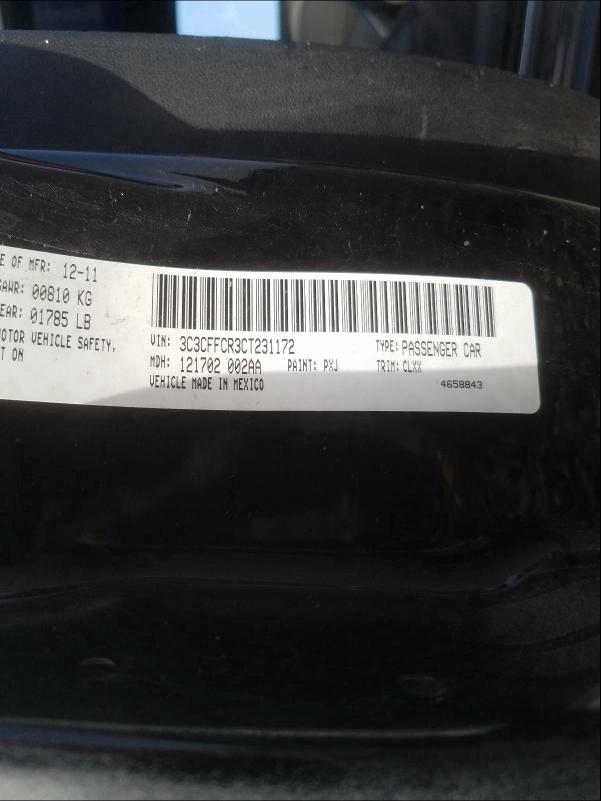 E OF MFR: 12-11
GAWR: 00810 KG
EAR: 01785 LB
MOTOR VEHICLE SAFETY,
T ON
VIN: 3C3CFFCR3CT231172 TYPE: PASSENGER CAR
MDH: 121702 002AA PAINT: PXJ TRIM: CLXX
VEHICLE MADE IN MEXICO 4658843